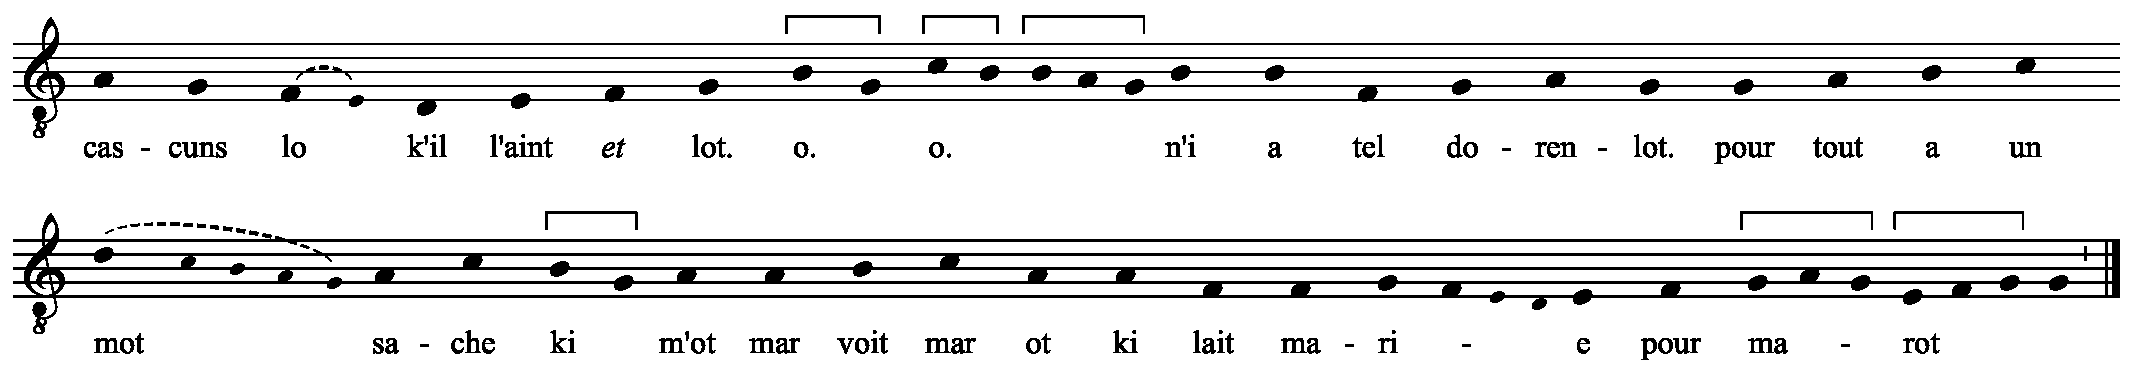 cas - cuns lo k'il l'aint et lot. o. o. n'i a tel do - ren - lot. pour tout a un
mot sa - che ki m'ot mar voit mar ot ki lait ma - ri - e pour ma - rot